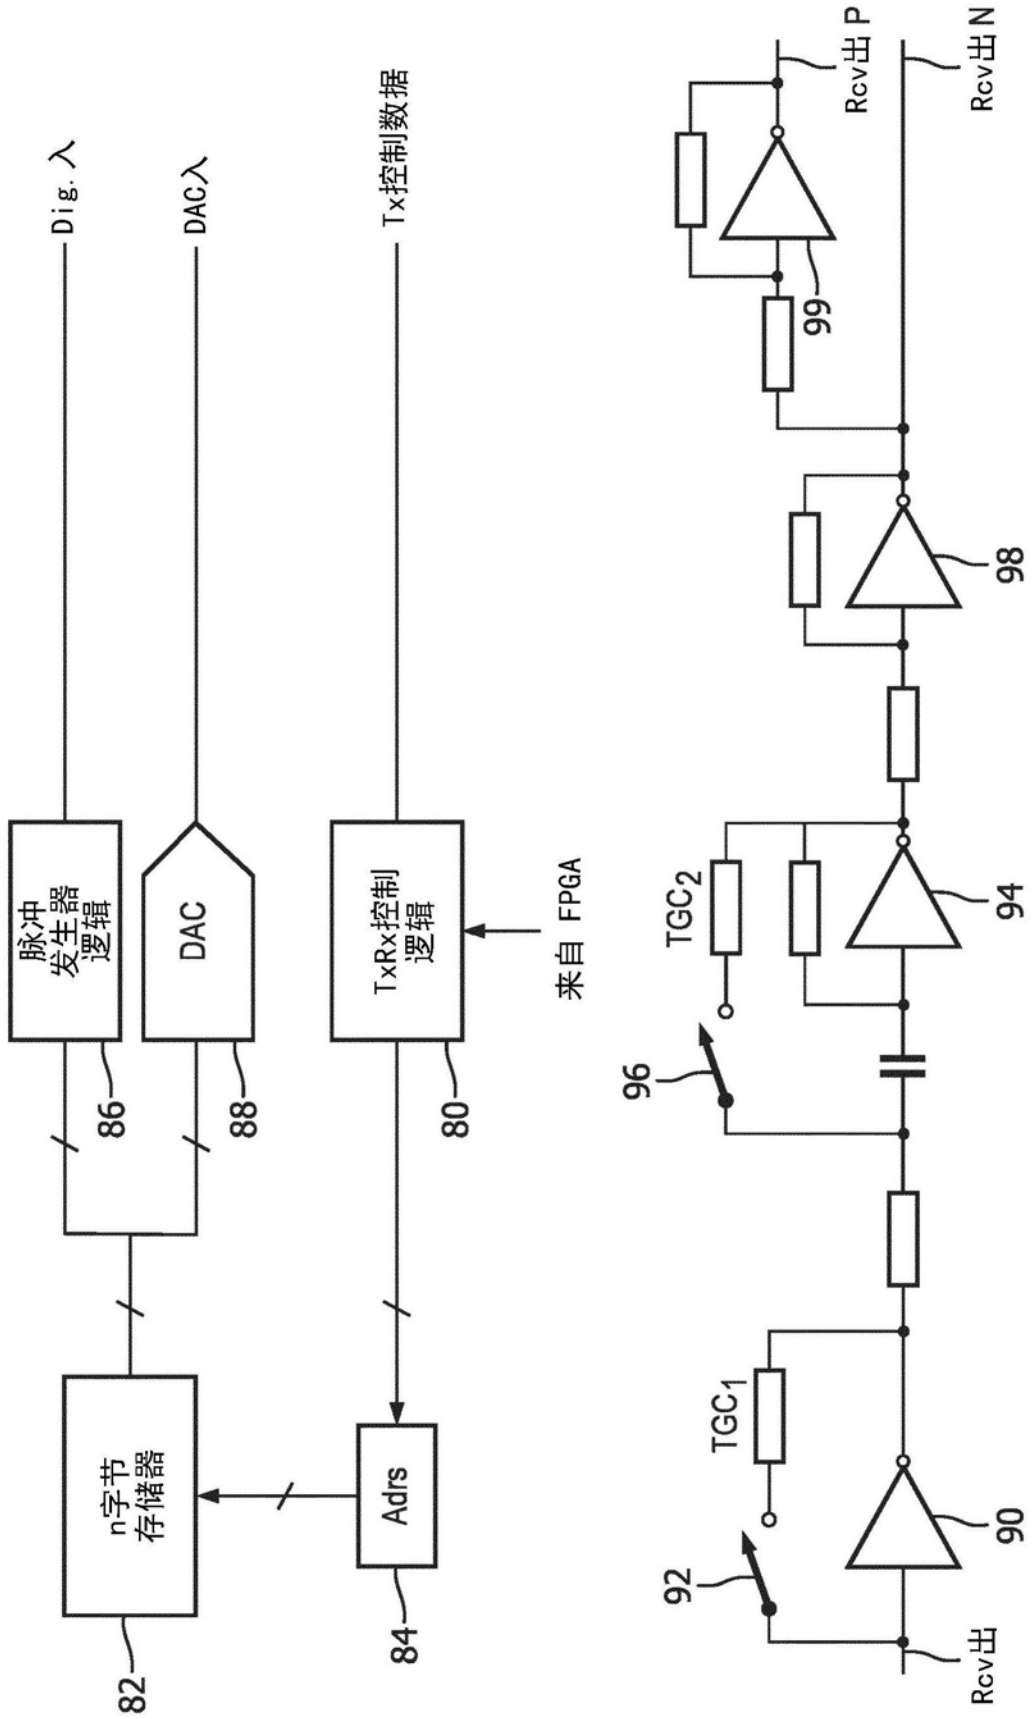 n字节
存储器
82
Adrs
84
脉冲
发生器
逻辑
86
DAC
88
TxRx控制
逻辑
80
来自 FPGA
Dig. 入
DAC入
Tx控制数据
92
TGC1
90
Rcv出
96
TGC2
94
98
99
Rcv出 P
Rcv出 N